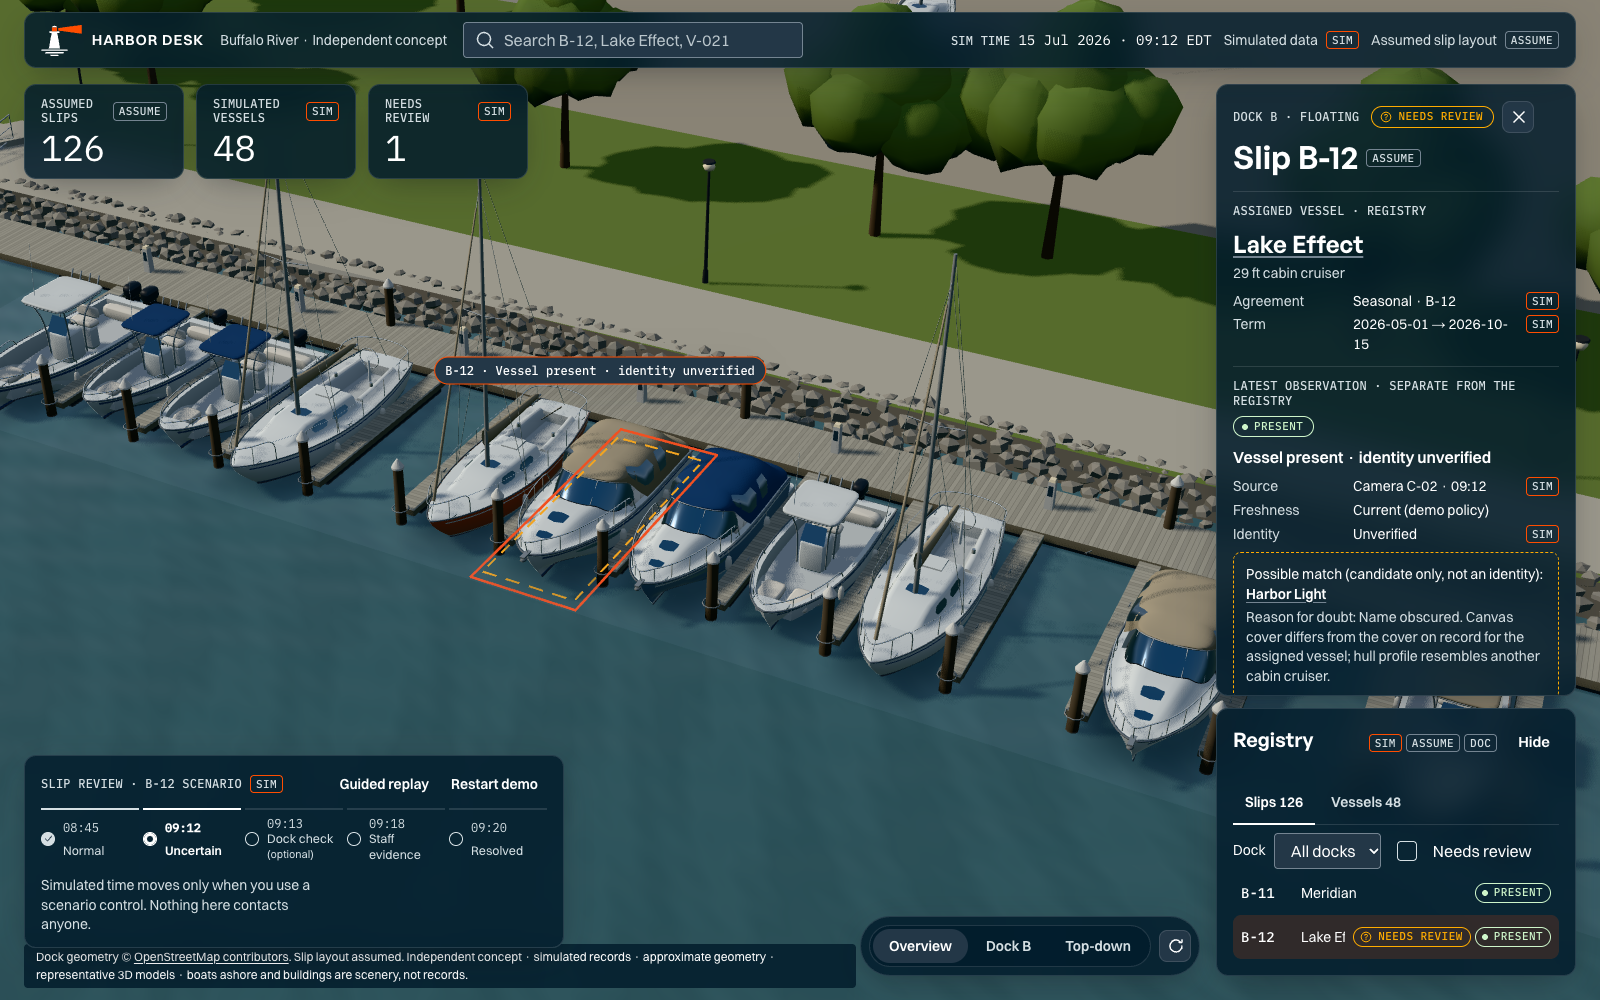 HARBOR DESK
Buffalo River · Independent concept
Search B-12, Lake Effect, V-021
SIM TIME 15 Jul 2026 · 09:12 EDT
Simulated data SIM
Assumed slip layout ASSUME
ASSUMED SLIPS ASSUME
126
SIMULATED VESSELS SIM
48
NEEDS REVIEW SIM
1
B-12 · Vessel present · identity unverified
DOCK B · FLOATING NEEDS REVIEW
Slip B-12 ASSUME
ASSIGNED VESSEL · REGISTRY
Lake Effect
29 ft cabin cruiser
Agreement Seasonal · B-12 SIM
Term 2026-05-01 → 2026-10- SIM
15
LATEST OBSERVATION · SEPARATE FROM THE
REGISTRY
PRESENT
Vessel present · identity unverified
Source Camera C-02 · 09:12 SIM
Freshness Current (demo policy)
Identity Unverified SIM
Possible match (candidate only, not an identity):
Harbor Light
Reason for doubt: Name obscured. Canvas
cover differs from the cover on record for the
assigned vessel; hull profile resembles another
cabin cruiser.
Registry SIM ASSUME DOC Hide
Slips 126 Vessels 48
Dock All docks Needs review
B-11 Meridian PRESENT
B-12 Lake Ef NEEDS REVIEW PRESENT
SLIP REVIEW · B-12 SCENARIO SIM Guided replay Restart demo
08:45 Normal
09:12 Uncertain
09:13 Dock check (optional)
09:18 Staff evidence
09:20 Resolved
Simulated time moves only when you use a
scenario control. Nothing here contacts
anyone.
Dock geometry © OpenStreetMap contributors. Slip layout assumed. Independent concept · simulated records · approximate geometry ·
representative 3D models · boats ashore and buildings are scenery, not records.
Overview Dock B Top-down